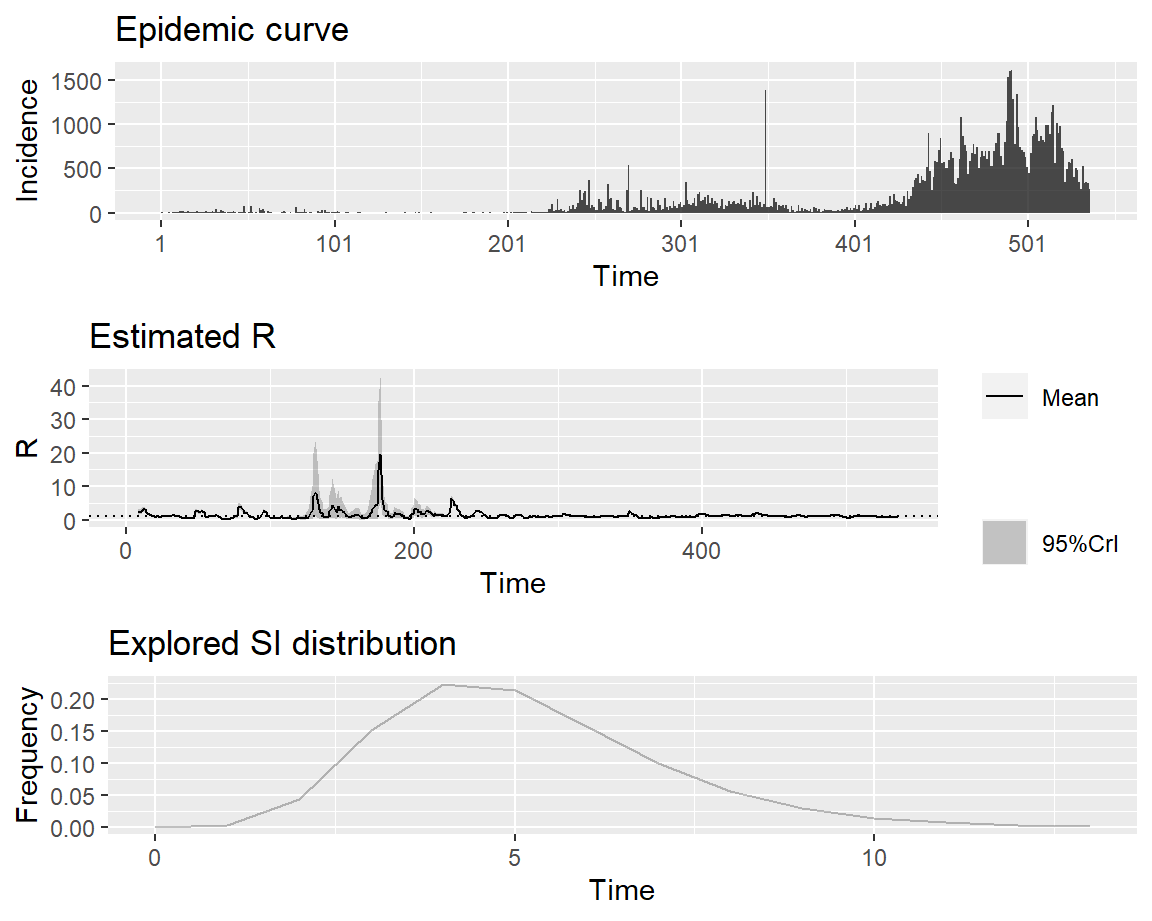 Epidemic curve
Incidence
1500
1000
500
0
1 101 201 301 401 501
Time
Estimated R
R
40
30
20
10
0
0 200 400
Time
Mean
95%CrI
Explored SI distribution
Frequency
0.20
0.15
0.10
0.05
0.00
0 5 10
Time